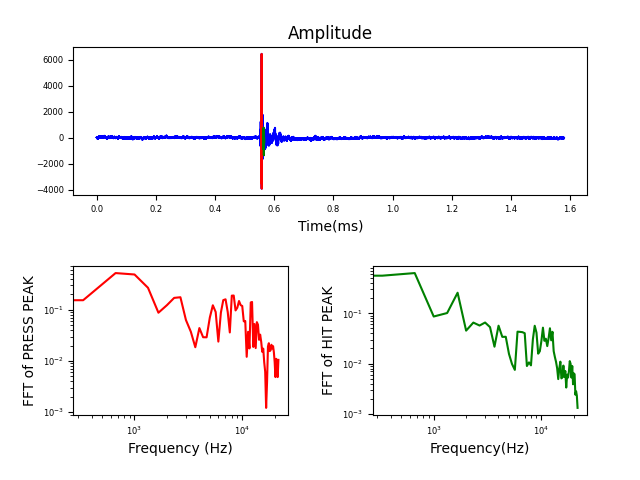 Amplitude
6000
4000
2000
0
−2000
−4000
0.0 0.2 0.4 0.6 0.8 1.0 1.2 1.4 1.6
Time(ms)
FFT of PRESS PEAK
10⁻¹
10⁻²
10⁻³
10³ 10⁴
Frequency (Hz)
FFT of HIT PEAK
10⁻¹
10⁻²
10⁻³
10³ 10⁴
Frequency(Hz)